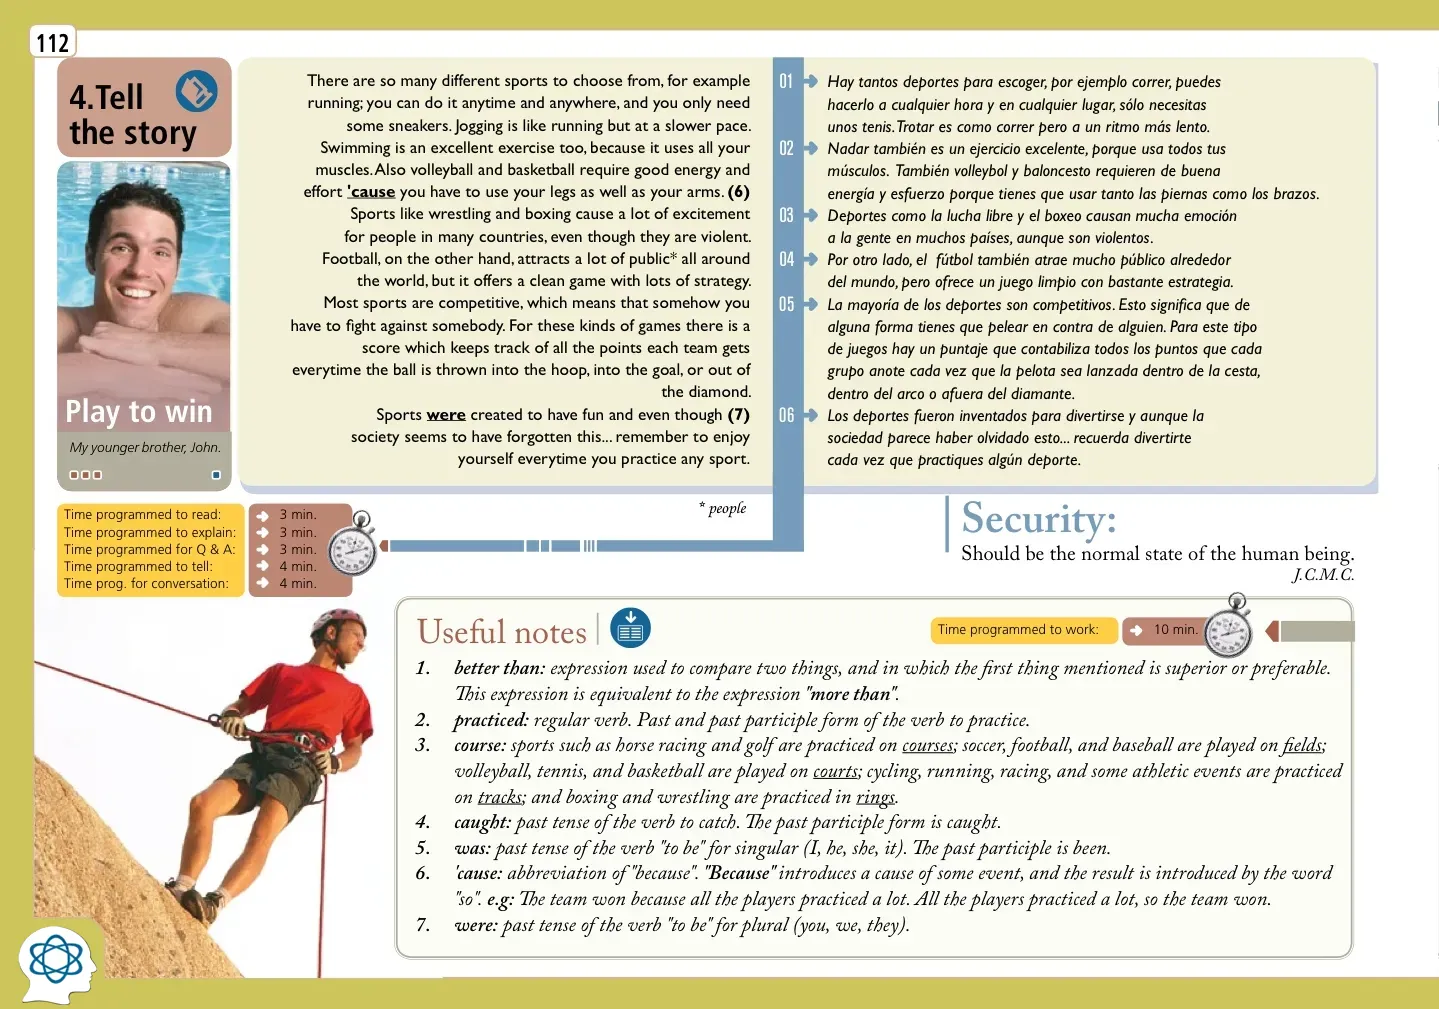 112
4.Tell
the story
There are so many different sports to choose from, for example
running; you can do it anytime and anywhere, and you only need
some sneakers. Jogging is like running but at a slower pace.
Swimming is an excellent exercise too, because it uses all your
muscles. Also volleyball and basketball require good energy and
effort 'cause you have to use your legs as well as your arms. (6)
Sports like wrestling and boxing cause a lot of excitement
for people in many countries, even though they are violent.
Football, on the other hand, attracts a lot of public* all around
the world, but it offers a clean game with lots of strategy.
Most sports are competitive, which means that somehow you
have to fight against somebody. For these kinds of games there is a
score which keeps track of all the points each team gets
everytime the ball is thrown into the hoop, into the goal, or out of
the diamond.
Sports were created to have fun and even though (7)
society seems to have forgotten this... remember to enjoy
yourself everytime you practice any sport.
* people
01
Hay tantos deportes para escoger, por ejemplo correr, puedes
hacerlo a cualquier hora y en cualquier lugar, sólo necesitas
unos tenis. Trotar es como correr pero a un ritmo más lento.
02
Nadar también es un ejercicio excelente, porque usa todos tus
músculos. También volleybol y baloncesto requieren de buena
energía y esfuerzo porque tienes que usar tanto las piernas como los brazos.
03
Deportes como la lucha libre y el boxeo causan mucha emoción
a la gente en muchos países, aunque son violentos.
04
Por otro lado, el fútbol también atrae mucho público alrededor
del mundo, pero ofrece un juego limpio con bastante estrategia.
05
La mayoría de los deportes son competitivos. Esto significa que de
alguna forma tienes que pelear en contra de alguien. Para este tipo
de juegos hay un puntaje que contabiliza todos los puntos que cada
grupo anote cada vez que la pelota sea lanzada dentro de la cesta,
dentro del arco o afuera del diamante.
06
Los deportes fueron inventados para divertirse y aunque la
sociedad parece haber olvidado esto... recuerda divertirte
cada vez que practiques algún deporte.
Play to win
My younger brother, John.
Time programmed to read: 3 min.
Time programmed to explain: 3 min.
Time programmed for Q & A: 3 min.
Time programmed to tell: 4 min.
Time prog. for conversation: 4 min.
Security:
Should be the normal state of the human being.
J.C.M.C.
Useful notes
Time programmed to work: 10 min.
1. better than: expression used to compare two things, and in which the first thing mentioned is superior or preferable.
This expression is equivalent to the expression "more than".
2. practiced: regular verb. Past and past participle form of the verb to practice.
3. course: sports such as horse racing and golf are practiced on courses; soccer, football, and baseball are played on fields;
volleyball, tennis, and basketball are played on courts; cycling, running, racing, and some athletic events are practiced
on tracks; and boxing and wrestling are practiced in rings.
4. caught: past tense of the verb to catch. The past participle form is caught.
5. was: past tense of the verb "to be" for singular (I, he, she, it). The past participle is been.
6. 'cause: abbreviation of "because". "Because" introduces a cause of some event, and the result is introduced by the word
"so". e.g: The team won because all the players practiced a lot. All the players practiced a lot, so the team won.
7. were: past tense of the verb "to be" for plural (you, we, they).